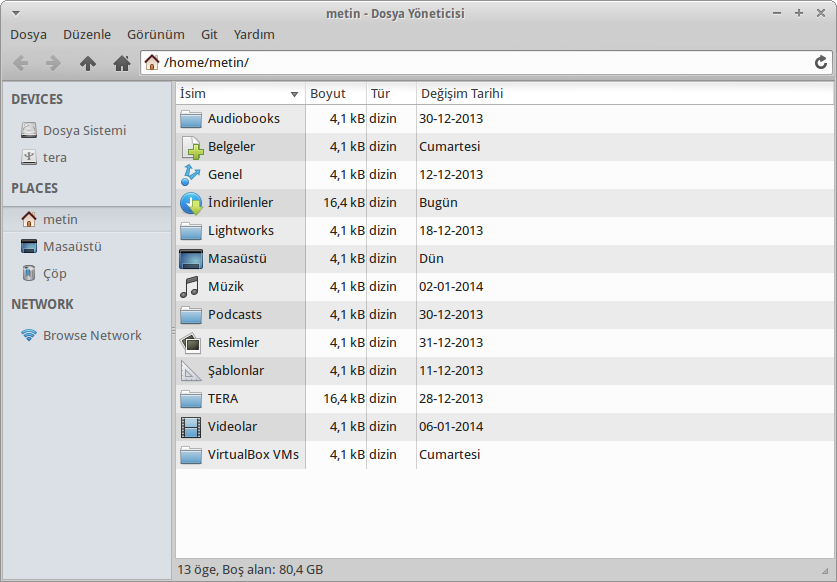 metin - Dosya Yöneticisi
Dosya Düzenle Görünüm Git Yardım
/home/metin/
DEVICES
Dosya Sistemi
tera
PLACES
metin
Masaüstü
Çöp
NETWORK
Browse Network
İsim Boyut Tür Değişim Tarihi
Audiobooks 4,1 kB dizin 30-12-2013
Belgeler 4,1 kB dizin Cumartesi
Genel 4,1 kB dizin 12-12-2013
İndirilenler 16,4 kB dizin Bugün
Lightworks 4,1 kB dizin 18-12-2013
Masaüstü 4,1 kB dizin Dün
Müzik 4,1 kB dizin 02-01-2014
Podcasts 4,1 kB dizin 30-12-2013
Resimler 4,1 kB dizin 31-12-2013
Şablonlar 4,1 kB dizin 11-12-2013
TERA 16,4 kB dizin 28-12-2013
Videolar 4,1 kB dizin 06-01-2014
VirtualBox VMs 4,1 kB dizin Cumartesi
13 öge, Boş alan: 80,4 GB